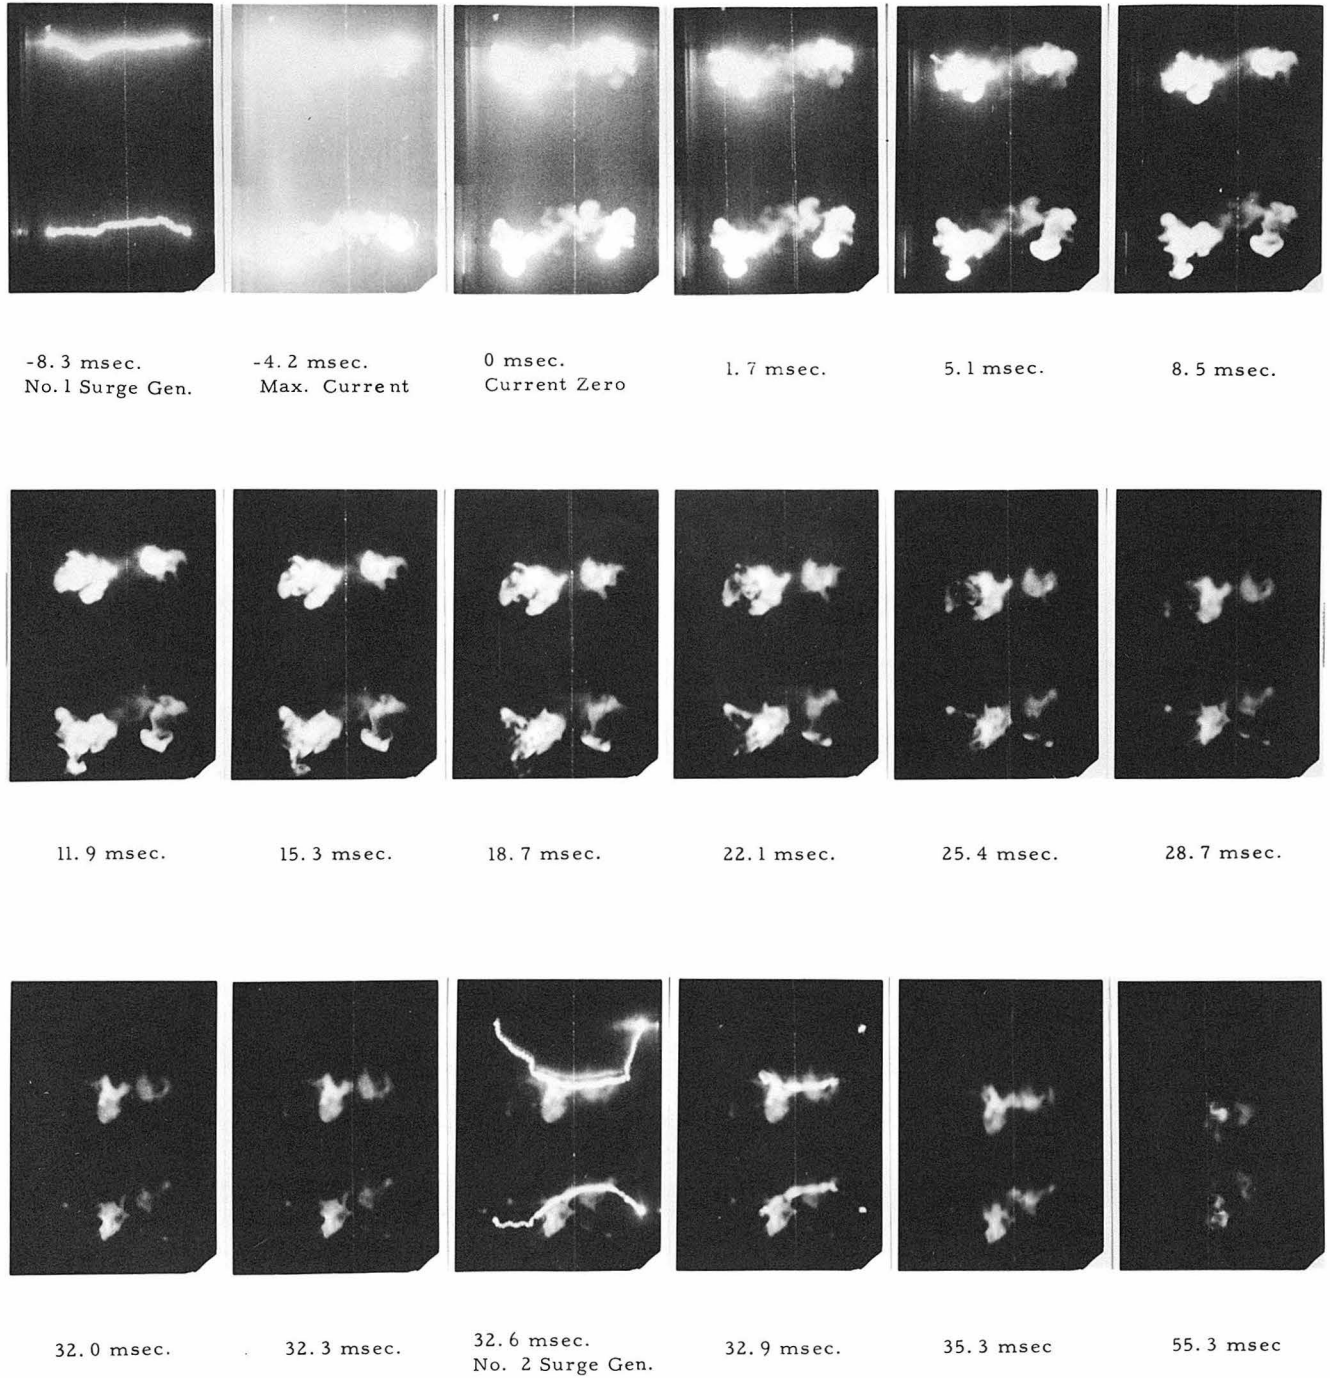 -8.3 msec.
No. 1 Surge Gen.
-4.2 msec.
Max. Current
0 msec.
Current Zero
1.7 msec.
5.1 msec.
8.5 msec.
11.9 msec.
15.3 msec.
18.7 msec.
22.1 msec.
25.4 msec.
28.7 msec.
32.0 msec.
32.3 msec.
32.6 msec.
No. 2 Surge Gen.
32.9 msec.
35.3 msec
55.3 msec